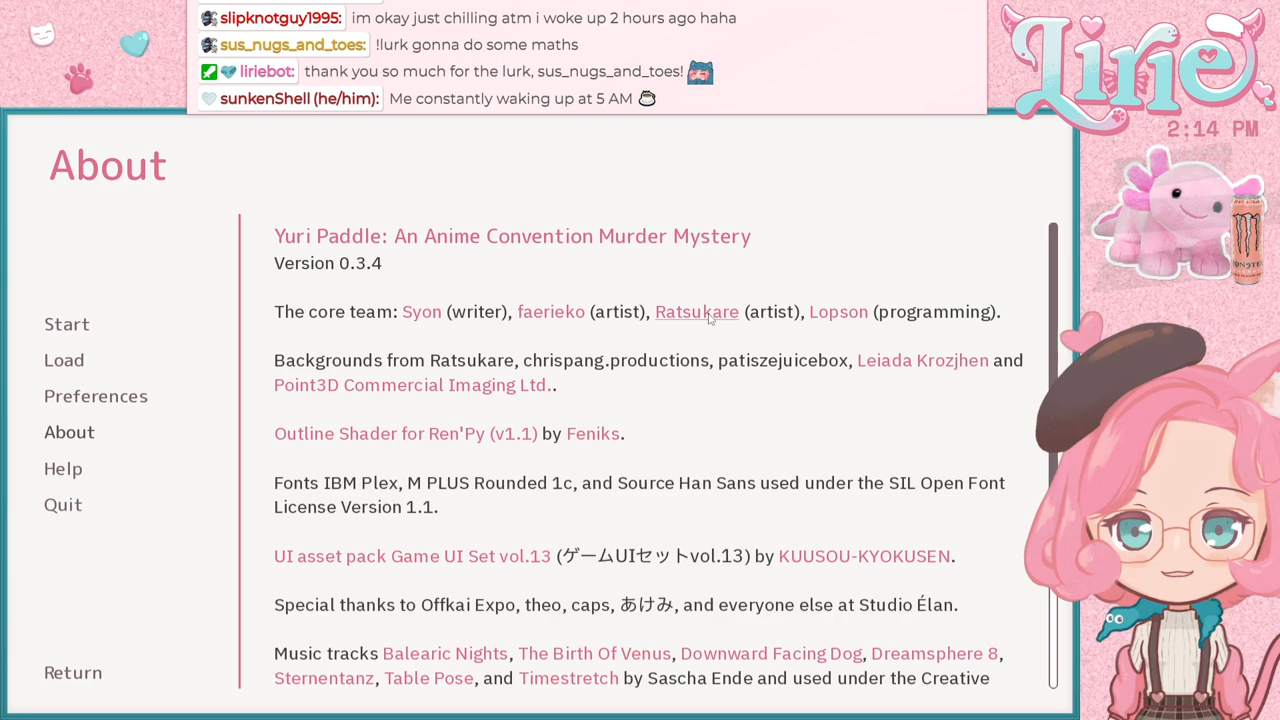 slipknotguy1995: im okay just chilling atm i woke up 2 hours ago haha
sus_nugs_and_toes: !lurk gonna do some maths
liriebot: thank you so much for the lurk, sus_nugs_and_toes!
sunkenShell (he/him): Me constantly waking up at 5 AM
Lirie
2:14 PM
About
Start
Load
Preferences
About
Help
Quit
Return
Yuri Paddle: An Anime Convention Murder Mystery
Version 0.3.4
The core team: Syon (writer), faerieko (artist), Ratsukare (artist), Lopson (programming).
Backgrounds from Ratsukare, chrispang.productions, patiszejuicebox, Leiada Krozjhen and
Point3D Commercial Imaging Ltd..
Outline Shader for Ren'Py (v1.1) by Feniks.
Fonts IBM Plex, M PLUS Rounded 1c, and Source Han Sans used under the SIL Open Font
License Version 1.1.
UI asset pack Game UI Set vol.13 (ゲームUIセットvol.13) by KUUSOU-KYOKUSEN.
Special thanks to Offkai Expo, theo, caps, あけみ, and everyone else at Studio Élan.
Music tracks Balearic Nights, The Birth Of Venus, Downward Facing Dog, Dreamsphere 8,
Sternentanz, Table Pose, and Timestretch by Sascha Ende and used under the Creative
MONSTER